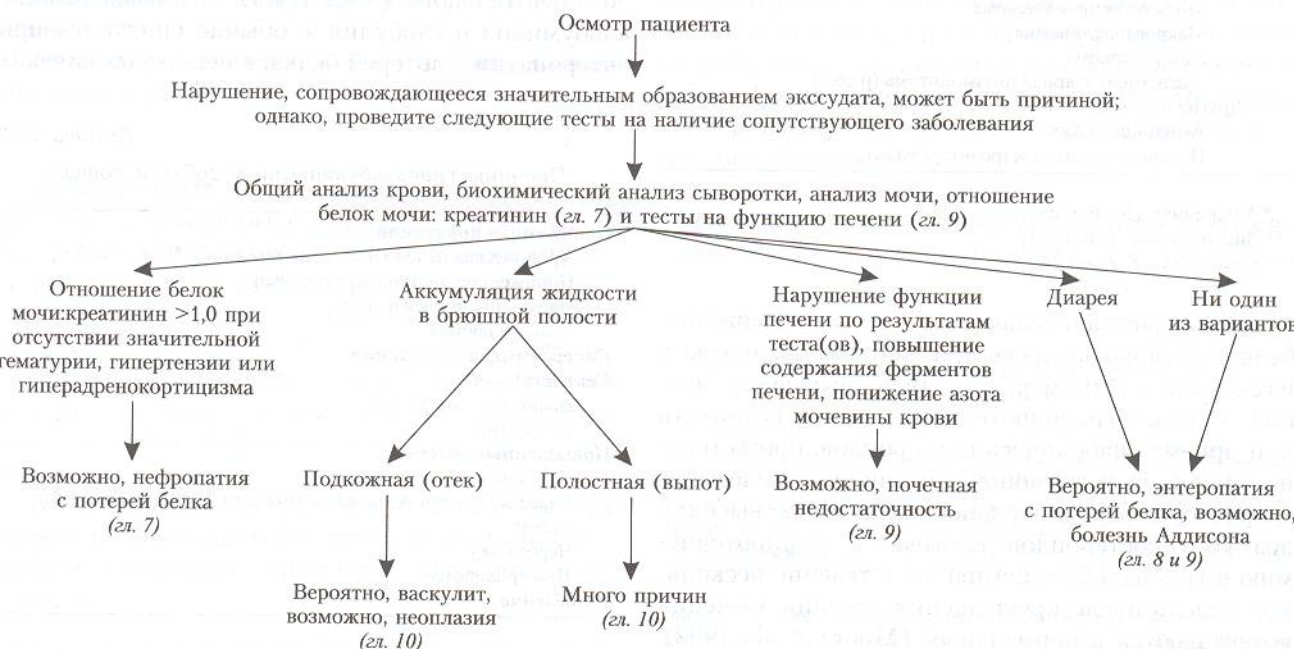 Осмотр пациента
Нарушение, сопровождающееся значительным образованием экссудата, может быть причиной;
однако, проведите следующие тесты на наличие сопутствующего заболевания
Общий анализ крови, биохимический анализ сыворотки, анализ мочи, отношение
белок мочи: креатинин (гл. 7) и тесты на функцию печени (гл. 9)
Отношение белок
мочи:креатинин >1,0 при
отсутствии значительной
гематурии, гипертензии или
гиперадренокортицизма
Аккумуляция жидкости
в брюшной полости
Нарушение функции
печени по результатам
теста(ов), повышение
содержания ферментов
печени, понижение азота
мочевины крови
Диарея
Ни один
из вариантов
Возможно, нефропатия
с потерей белка
(гл. 7)
Подкожная (отек)
Полостная (выпот)
Возможно, печеночная
недостаточность
(гл. 9)
Вероятно, энтеропатия
с потерей белка, возможно,
болезнь Аддисона
(гл. 8 и 9)
Вероятно, васкулит,
возможно, неоплазия
(гл. 10)
Много причин
(гл. 10)